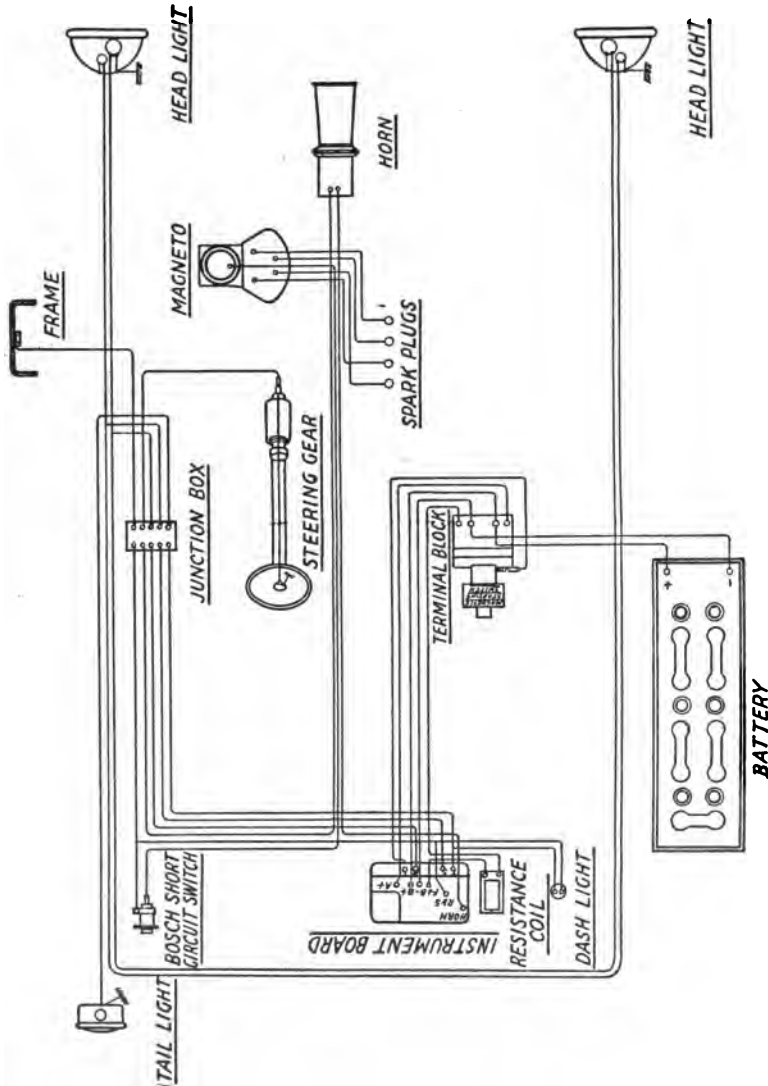 HEAD LIGHT
HEAD LIGHT
HORN
MAGNETO
FRAME
SPARK PLUGS
STEERING GEAR
JUNCTION BOX
TERMINAL BLOCK
+
-
BATTERY
BOSCH SHORT
CIRCUIT SWITCH
INSTRUMENT BOARD
A+
HORN
RESISTANCE
COIL
DASH LIGHT
TAIL LIGHT